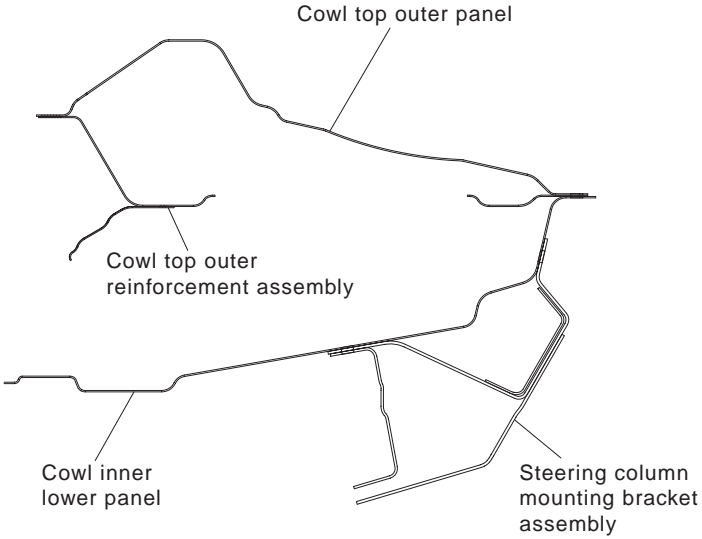 Cowl top outer panel
Cowl top outer
reinforcement assembly
Cowl inner
lower panel
Steering column
mounting bracket
assembly